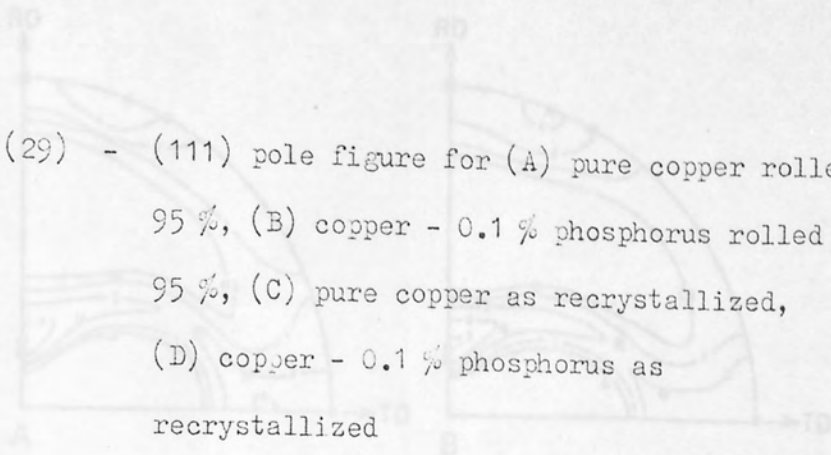 (29) - (111) pole figure for (A) pure copper rolle
95 %, (B) copper - 0.1 % phosphorus rolled
95 %, (C) pure copper as recrystallized,
(D) copper - 0.1 % phosphorus as
recrystallized